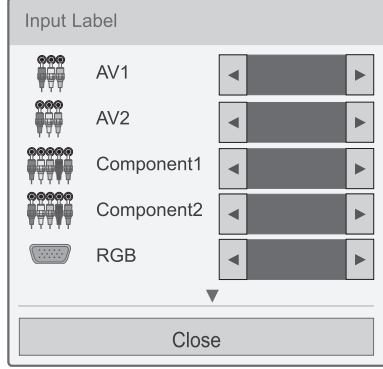 Input Label
AV1
AV2
Component1
Component2
RGB
Close